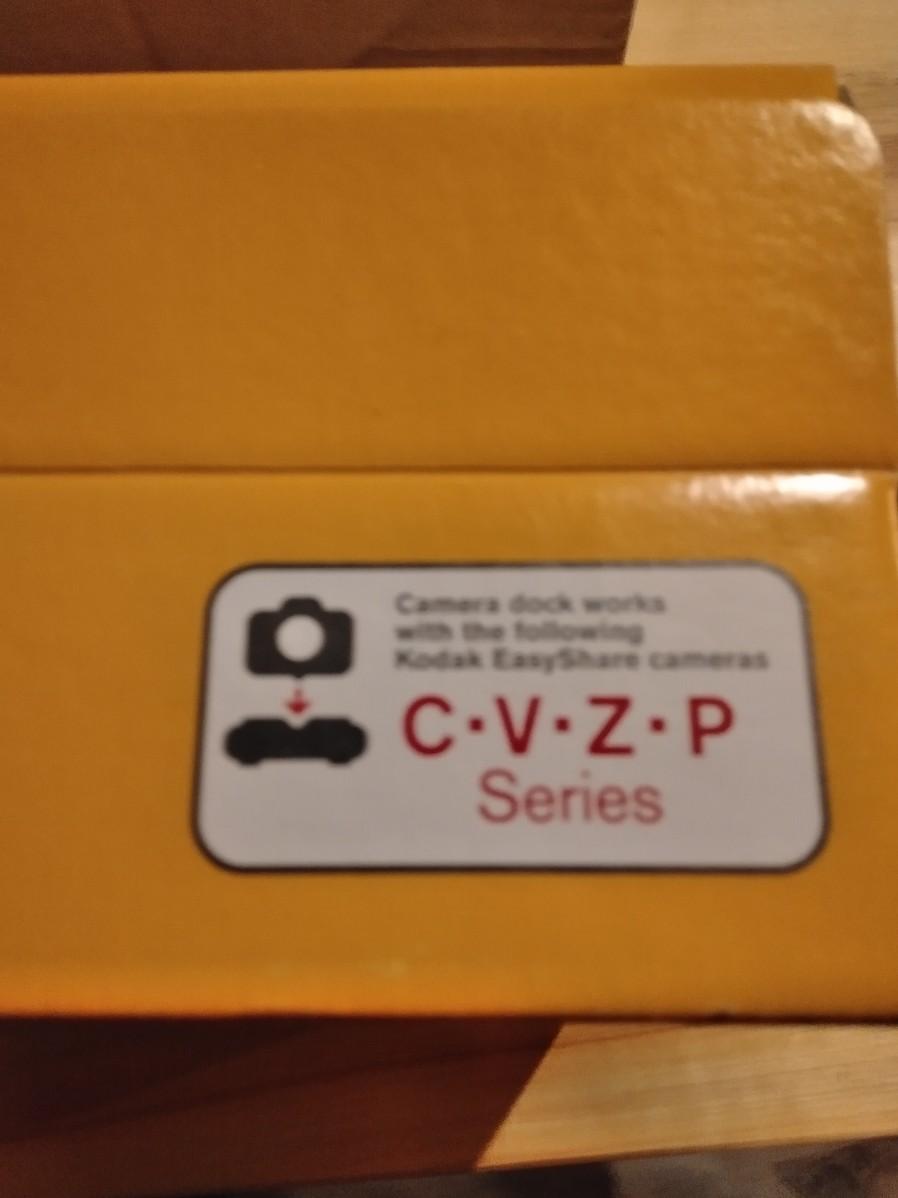 Camera dock works
with the following
Kodak EasyShare cameras
C·V·Z·P
Series